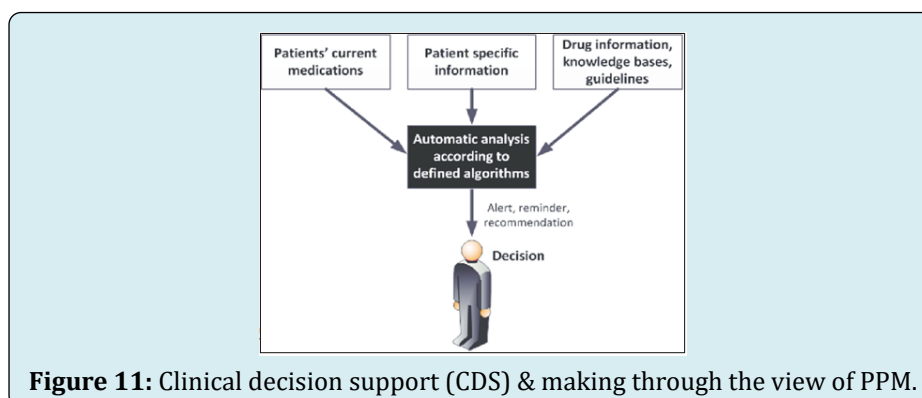 Patients' current
medications
Patient specific
information
Drug information,
knowledge bases,
guidelines
Automatic analysis
according to
defined algorithms
Alert, reminder,
recommendation
Decision
Figure 11: Clinical decision support (CDS) & making through the view of PPM.